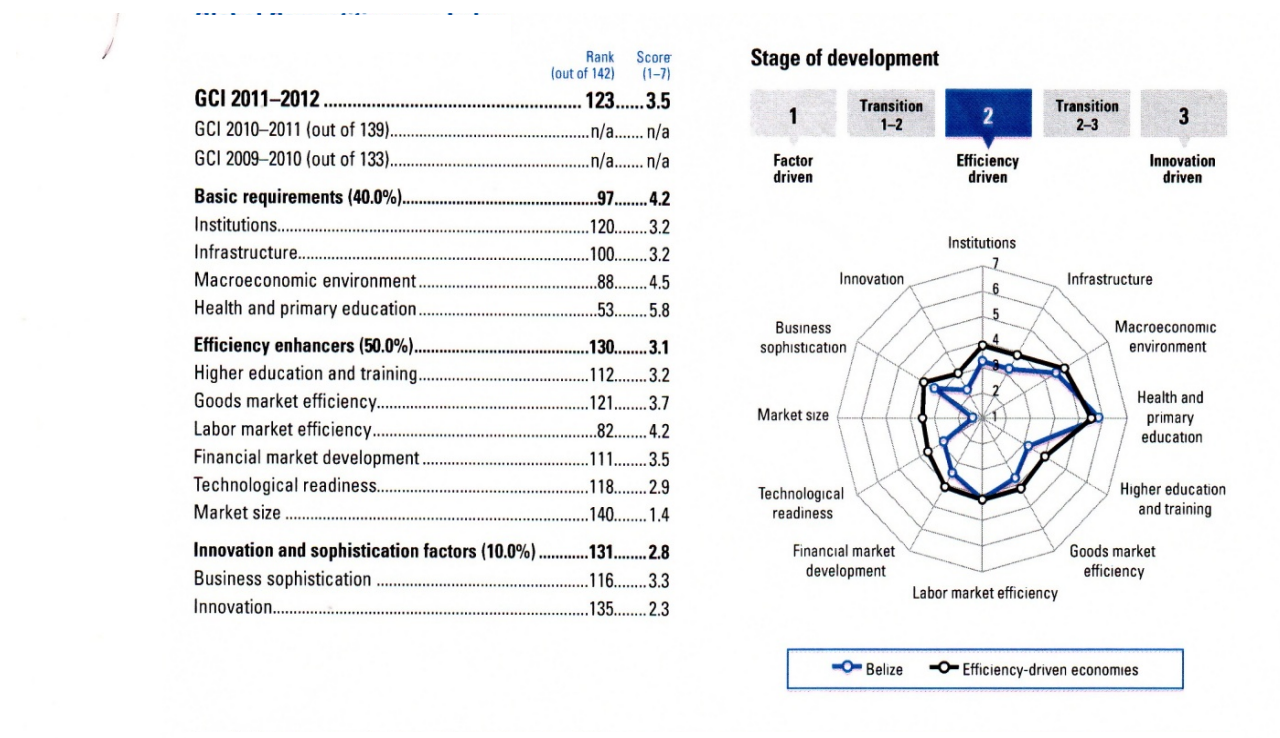 Rank Score
(out of 142) (1–7)
GCI 2011–2012 ........ 123 ...... 3.5
GCI 2010–2011 (out of 139) ........ n/a ...... n/a
GCI 2009–2010 (out of 133) ........ n/a ...... n/a
Basic requirements (40.0%) ........ 97 ........ 4.2
Institutions ........ 120 ........ 3.2
Infrastructure ........ 100 ........ 3.2
Macroeconomic environment ........ 88 ........ 4.5
Health and primary education ........ 53 ........ 5.8
Efficiency enhancers (50.0%) ........ 130 ........ 3.1
Higher education and training ........ 112 ........ 3.2
Goods market efficiency ........ 121 ........ 3.7
Labor market efficiency ........ 82 ........ 4.2
Financial market development ........ 111 ........ 3.5
Technological readiness ........ 118 ........ 2.9
Market size ........ 140 ........ 1.4
Innovation and sophistication factors (10.0%) ........ 131 ........ 2.8
Business sophistication ........ 116 ........ 3.3
Innovation ........ 135 ........ 2.3
Stage of development
1
Transition
1–2
2
Transition
2–3
3
Factor
driven
Efficiency
driven
Innovation
driven
Institutions
Infrastructure
Macroeconomic
environment
Health and
primary
education
Higher education
and training
Goods market
efficiency
Labor market efficiency
Financial market
development
Technological
readiness
Market size
Business
sophistication
Innovation
7
6
5
4
3
2
1
Belize
Efficiency-driven economies